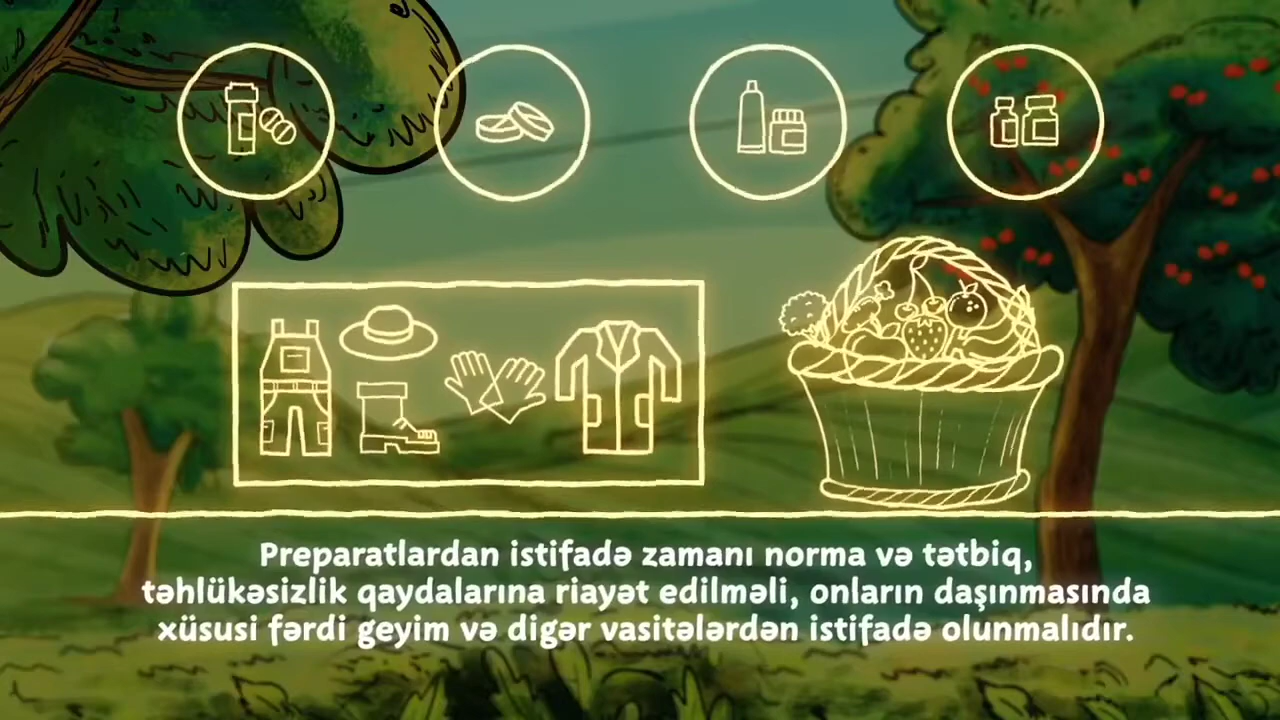 Preparatlardan istifadə zamanı norma və tətbiq,
təhlükəsizlik qaydalarına riayət edilməli, onların daşınmasında
xüsusi fərdi geyim və digər vasitələrdən istifadə olunmalıdır.